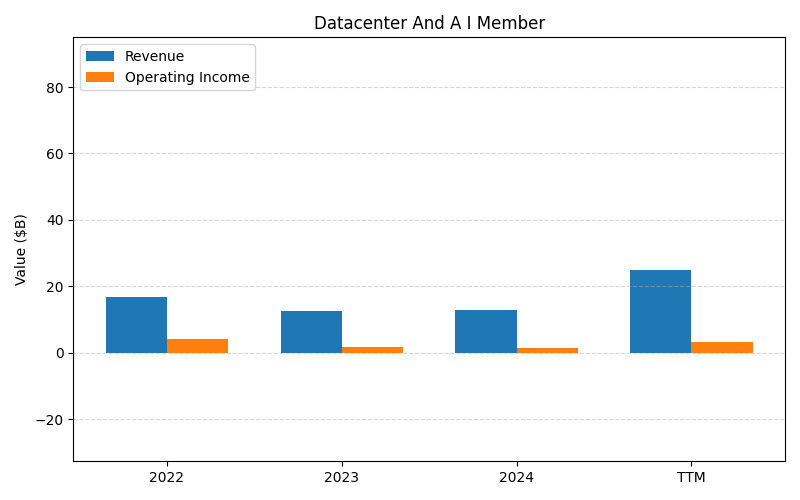 Datacenter And A I Member
Revenue
Operating Income
Value ($B)
80
60
40
20
0
−20
2022
2023
2024
TTM